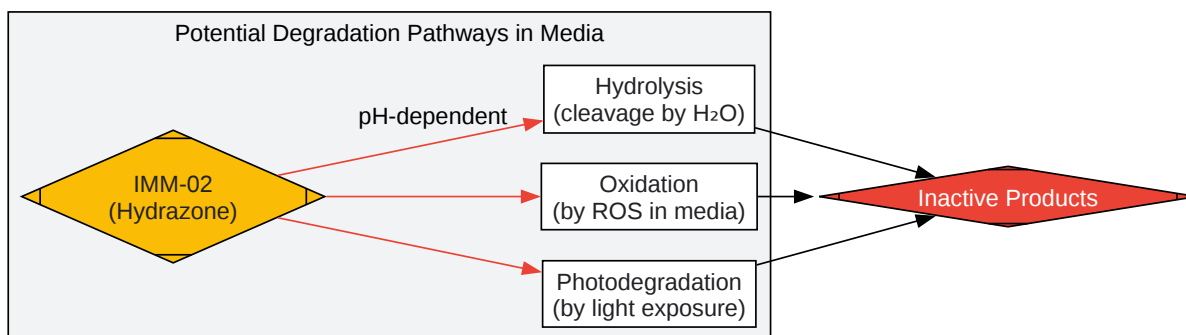 Potential Degradation Pathways in Media
IMM-02
(Hydrazone)
pH-dependent
Hydrolysis
(cleavage by H₂O)
Oxidation
(by ROS in media)
Photodegradation
(by light exposure)
Inactive Products